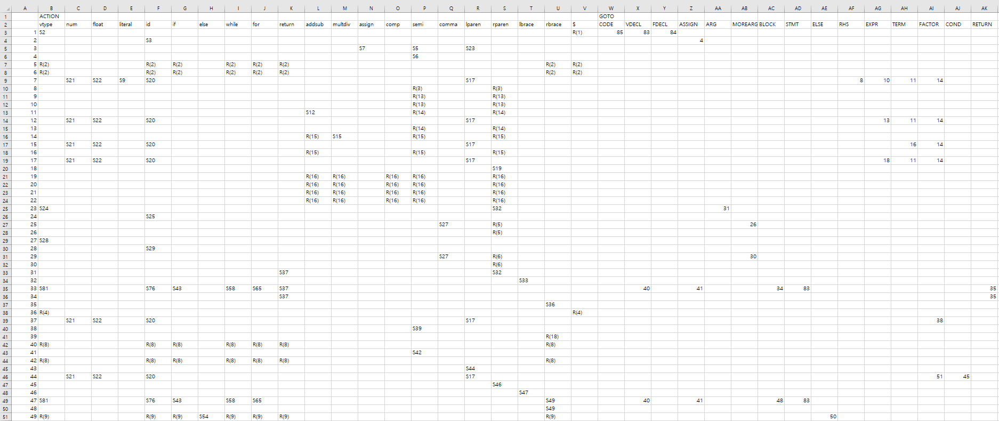 A B C D E F G H I J K L M N O P Q R S T U V W X Y Z AA AB AC AD AE AF AG AH AI AJ AK
1 ACTION GOTO
2 vtype num float literal id if else while for return addsub multdiv assign comp semi comma lparen rparen lbrace rbrace $ CODE VDECL FDECL ASSIGN ARG MOREARG BLOCK STMT ELSE RHS EXPR TERM FACTOR COND RETURN
3 1 S2 R(1) 85 83 84
4 2 S3 4
5 3 S7 S5 S23
6 4 S6
7 5 R(2) R(2) R(2) R(2) R(2) R(2) R(2) R(2)
8 6 R(2) R(2) R(2) R(2) R(2) R(2) R(2) R(2)
9 7 S21 S22 S9 S20 S17 8 10 11 14
10 8 R(3) R(3)
11 9 R(13) R(13)
12 10 R(13) R(13)
13 11 S12 R(14) R(14)
14 12 S21 S22 S20 S17 13 11 14
15 13 R(14) R(14)
16 14 R(15) S15 R(15) R(15)
17 15 S21 S22 S20 S17 16 14
18 16 R(15) R(15) R(15)
19 17 S21 S22 S20 S17 18 11 14
20 18 S19
21 19 R(16) R(16) R(16) R(16) R(16)
22 20 R(16) R(16) R(16) R(16) R(16)
23 21 R(16) R(16) R(16) R(16) R(16)
24 22 R(16) R(16) R(16) R(16) R(16)
25 23 S24 S32 31
26 24 S25
27 25 S27 R(5) 26
28 26 R(5)
29 27 S28
30 28 S29
31 29 S27 R(6) 30
32 30 R(6)
33 31 S37 S32
34 32 S33
35 33 S81 S76 S43 S58 S65 S37 40 41 34 83 35
36 34 S37 35
37 35 S36
38 36 R(4) R(4)
39 37 S21 S22 S20 S17 38
40 38 S39
41 39 R(18)
42 40 R(8) R(8) R(8) R(8) R(8) R(8) R(8)
43 41 S42
44 42 R(8) R(8) R(8) R(8) R(8) R(8) R(8)
45 43 S44
46 44 S21 S22 S20 S17 51 45
47 45 S46
48 46 S47
49 47 S81 S76 S43 S58 S65 S49 40 41 48 83
50 48 S49
51 49 R(9) R(9) R(9) S54 R(9) R(9) R(9) R(9) 50